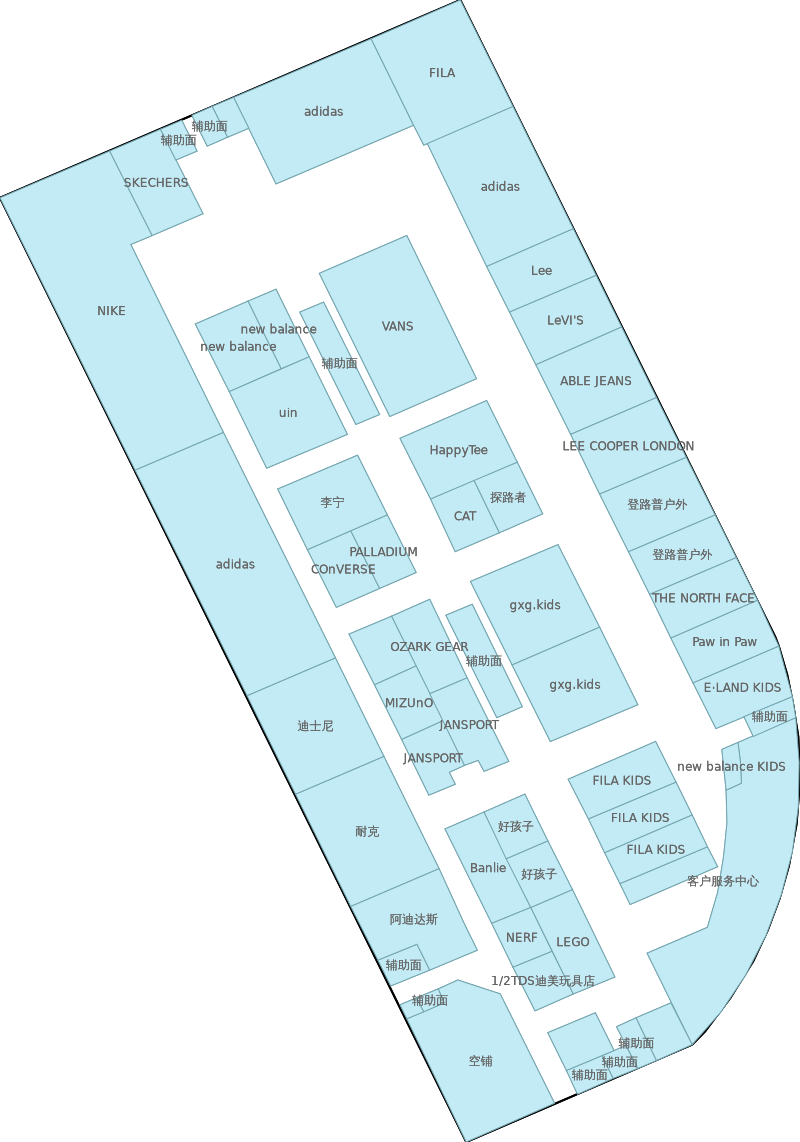 FILA
adidas
辅助面
辅助面
SKECHERS
adidas
Lee
NIKE
LeVI'S
VANS
new balance
new balance
辅助面
ABLE JEANS
uin
LEE COOPER LONDON
HappyTee
探路者
李宁
登路普户外
CAT
PALLADIUM
登路普户外
adidas
COnVERSE
THE NORTH FACE
gxg.kids
Paw in Paw
OZARK GEAR
辅助面
gxg.kids
E·LAND KIDS
MIZUnO
辅助面
迪士尼
JANSPORT
JANSPORT
new balance KIDS
FILA KIDS
FILA KIDS
好孩子
耐克
FILA KIDS
Banlie
好孩子
客户服务中心
阿迪达斯
NERF
LEGO
辅助面
1/2TDS迪美玩具店
辅助面
辅助面
空铺
辅助面
辅助面